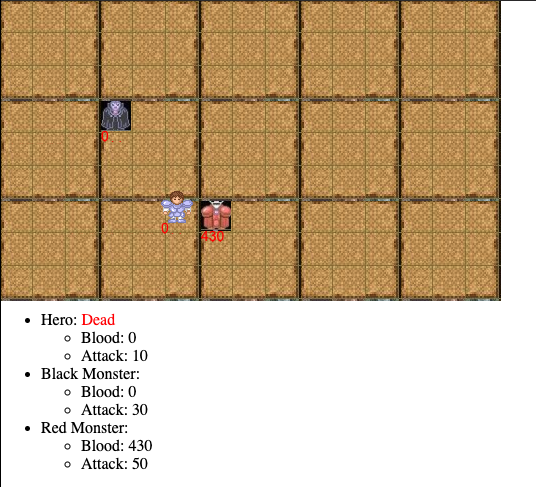 0
0
430
Hero: Dead
Blood: 0
Attack: 10
Black Monster:
Blood: 0
Attack: 30
Red Monster:
Blood: 430
Attack: 50